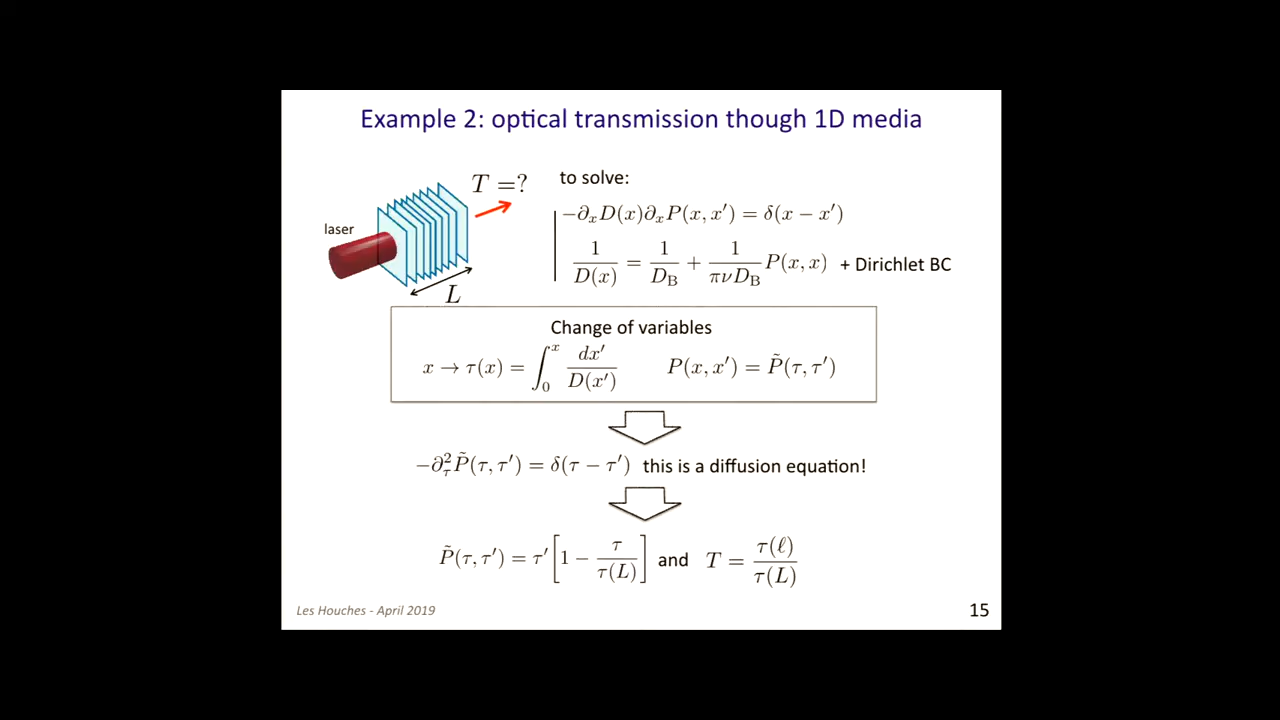 Example 2: optical transmission though 1D media
T =?
to solve:
laser
−∂ₓD(x)∂ₓP(x, x′) = δ(x − x′)
1/D(x) = 1/D_B + 1/(πνD_B) P(x, x) + Dirichlet BC
L
Change of variables
x → τ(x) = ∫₀ˣ dx′/D(x′) P(x, x′) = P̃(τ, τ′)
−∂²_τ P̃(τ, τ′) = δ(τ − τ′) this is a diffusion equation!
P̃(τ, τ′) = τ′[1 − τ/τ(L)] and T = τ(ℓ)/τ(L)
Les Houches - April 2019
15